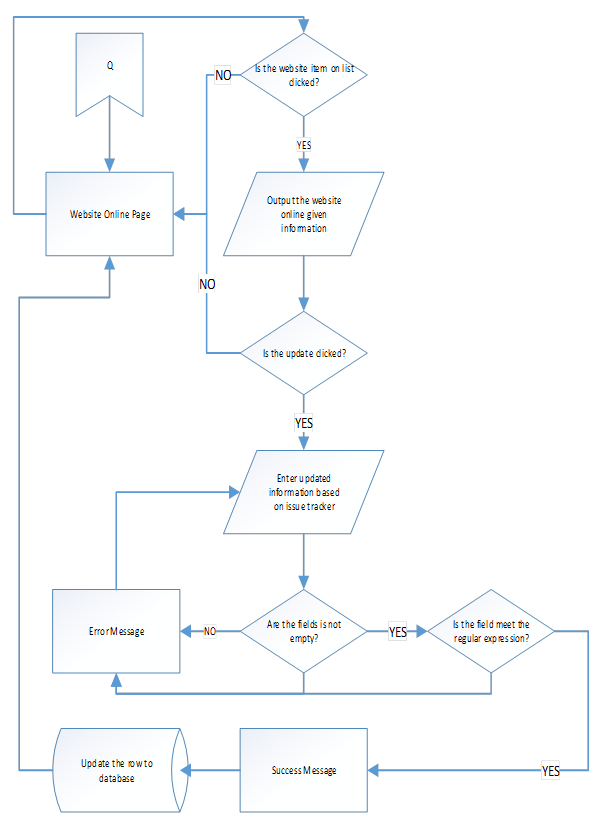 Q
Is the website item on list
clicked?
NO
YES
Website Online Page
Output the website
online given
information
NO
Is the update clicked?
YES
Enter updated
information based
on issue tracker
Error Message
NO
Are the fields is not
empty?
YES
Is the field meet the
regular expression?
Update the row to
database
Success Message
YES